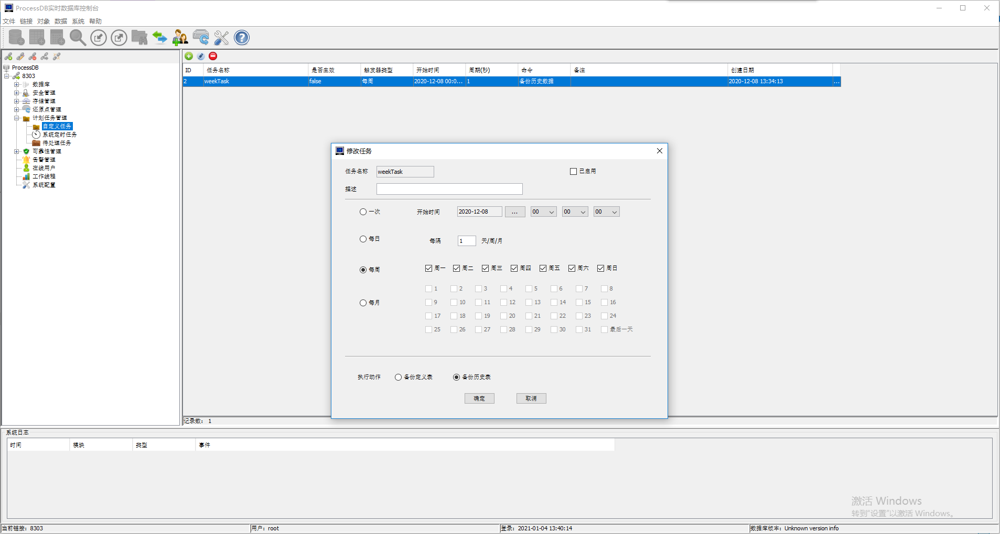 ProcessDB实时数据库控制台
文件 链接 对象 数据 系统 帮助
ProcessDB
8303
数据库
安全管理
存储管理
还原点管理
计划任务管理
自定义任务
系统定时任务
待处理任务
可靠性管理
告警管理
在线用户
工作线程
系统配置
ID 任务名称 是否生效 触发器类型 开始时间 周期(秒) 命令 备注 创建日期
2 weekTask false 每周 2020-12-08 00:0... 1 备份历史数据 2020-12-08 13:34:13 ...
修改任务
任务名称 weekTask 已启用
描述
一次 开始时间 2020-12-08 ... 00 00 00
每日 每隔 1 天/周/月
每周 周一 周二 周三 周四 周五 周六 周日
1 2 3 4 5 6 7 8
每月 9 10 11 12 13 14 15 16
17 18 19 20 21 22 23 24
25 26 27 28 29 30 31 最后一天
执行动作 备份定义表 备份历史表
确定 取消
记录数： 1
系统日志
时间 模块 类型 事件
激活 Windows
转到“设置”以激活 Windows。
当前链接：8303 用户：root 登录：2021-01-04 13:40:14 数据库版本：Unknown version info